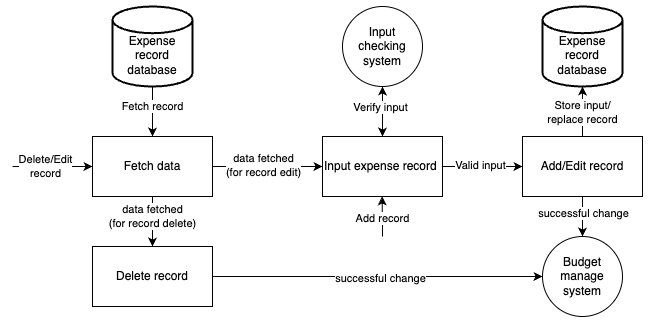 Expense
record
database
Input
checking
system
Expense
record
database
Fetch record
Verify input
Store input/
replace record
Delete/Edit
record
Fetch data
data fetched
(for record edit)
Input expense record
Valid input
Add/Edit record
data fetched
(for record delete)
Add record
successful change
Delete record
successful change
Budget
manage
system